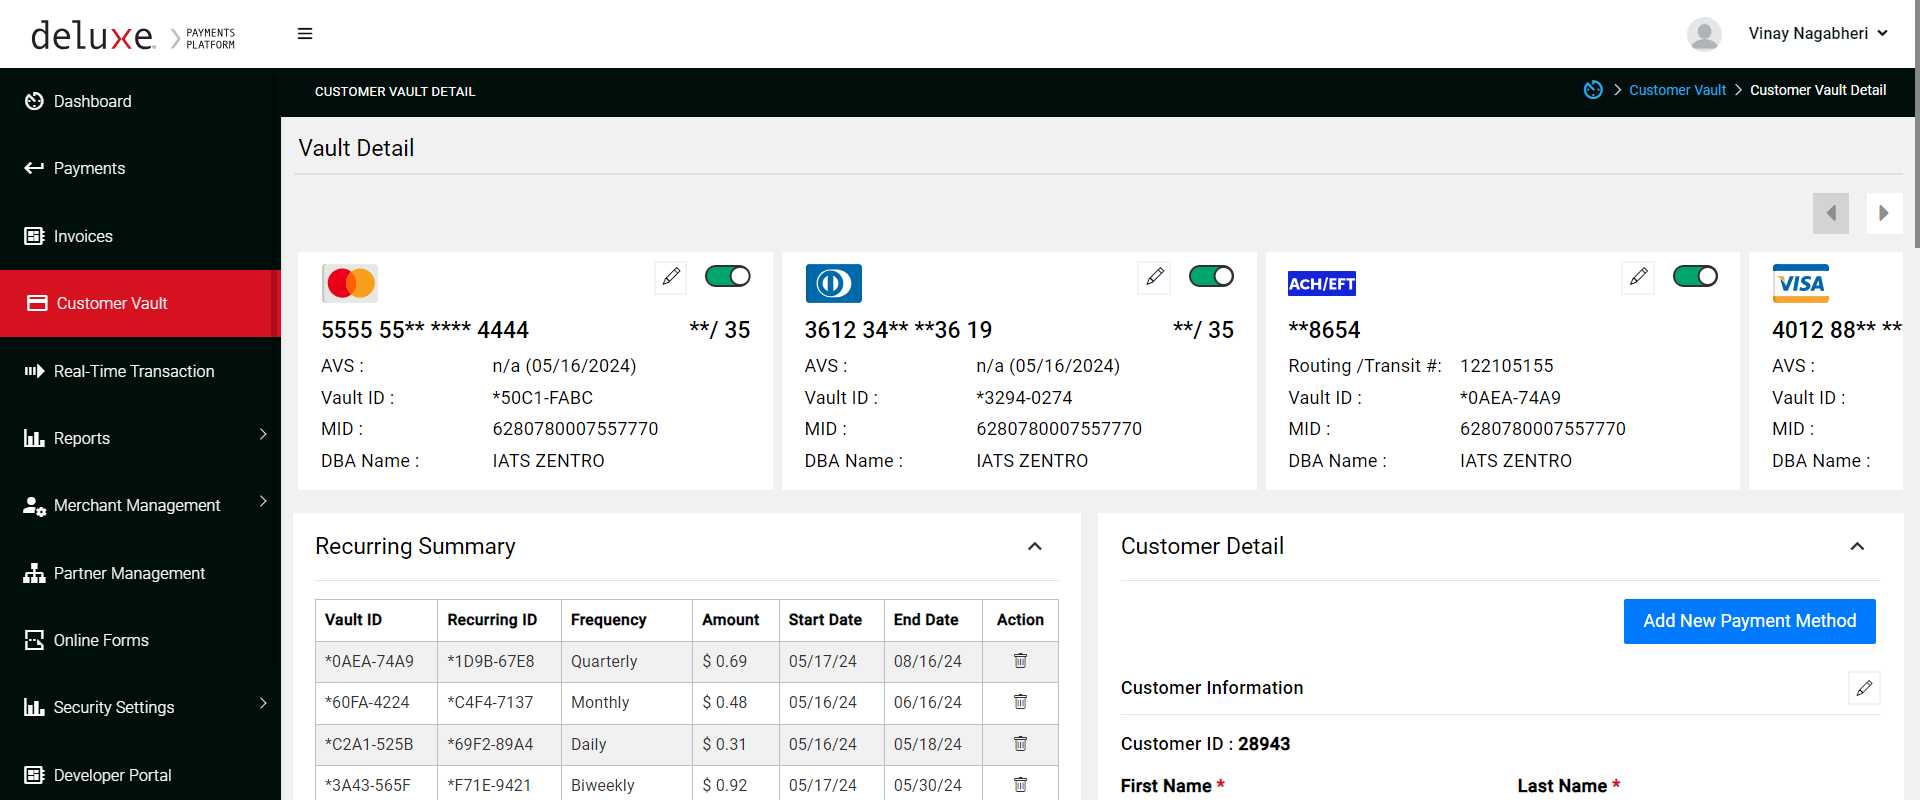 deluxe. PAYMENTS PLATFORM
Vinay Nagabheri
CUSTOMER VAULT DETAIL
Customer Vault
Customer Vault Detail
Dashboard
Payments
Invoices
Customer Vault
Real-Time Transaction
Reports
Merchant Management
Partner Management
Online Forms
Security Settings
Developer Portal
Vault Detail
5555 55** **** 4444 **/ 35
AVS : n/a (05/16/2024)
Vault ID : *50C1-FABC
MID : 6280780007557770
DBA Name : IATS ZENTRO
3612 34** **36 19 **/ 35
AVS : n/a (05/16/2024)
Vault ID : *3294-0274
MID : 6280780007557770
DBA Name : IATS ZENTRO
ACH/EFT
**8654
Routing /Transit #: 122105155
Vault ID : *0AEA-74A9
MID : 6280780007557770
DBA Name : IATS ZENTRO
VISA
4012 88** **
AVS :
Vault ID :
MID :
DBA Name :
Recurring Summary
Vault ID Recurring ID Frequency Amount Start Date End Date Action
*0AEA-74A9 *1D9B-67E8 Quarterly $ 0.69 05/17/24 08/16/24
*60FA-4224 *C4F4-7137 Monthly $ 0.48 05/16/24 06/16/24
*C2A1-525B *69F2-89A4 Daily $ 0.31 05/16/24 05/18/24
*3A43-565F *F71E-9421 Biweekly $ 0.92 05/17/24 05/30/24
Customer Detail
Add New Payment Method
Customer Information
Customer ID : 28943
First Name * Last Name *